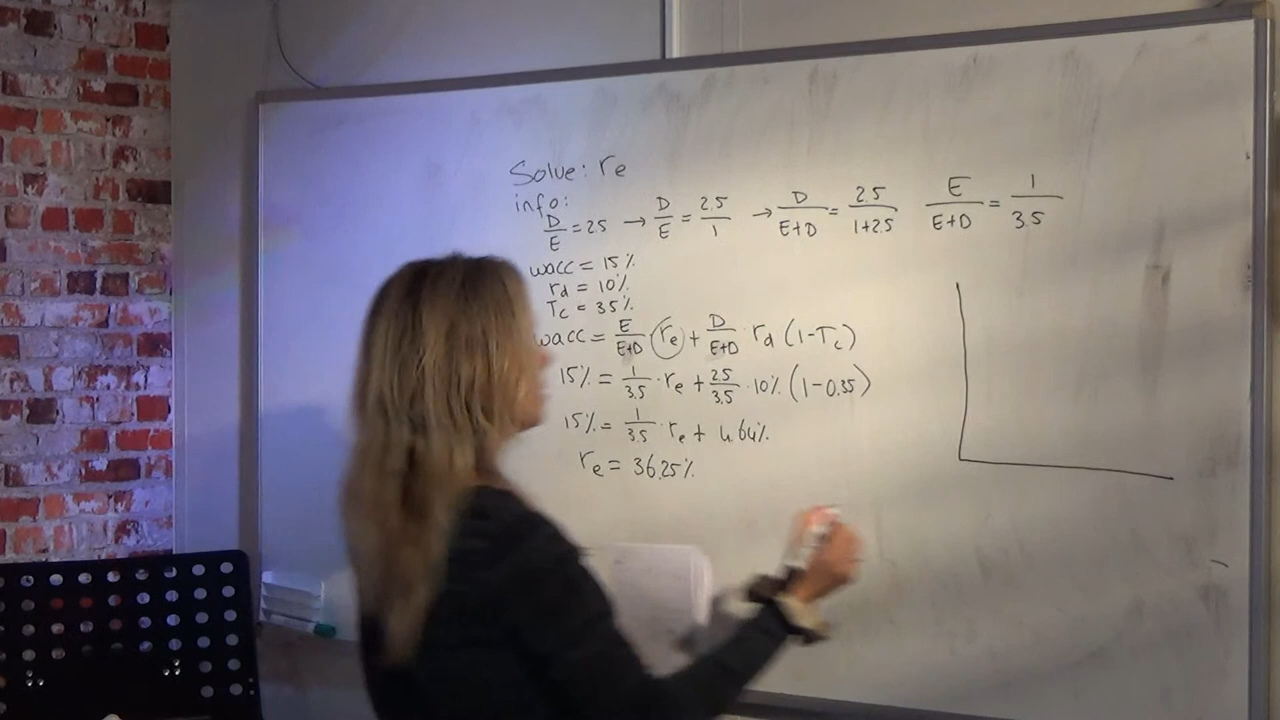 Solve: re
info:
D/E = 2.5 → D/E = 2.5/1 → D/E+D = 2.5/1+2.5 E/E+D = 1/3.5
wacc = 15%
rd = 10%
Tc = 35%
wacc = E/E+D re + D/E+D rd (1-Tc)
15% = 1/3.5 · re + 2.5/3.5 · 10% (1-0.35)
15% = 1/3.5 · re + 4.64%
re = 36.25%